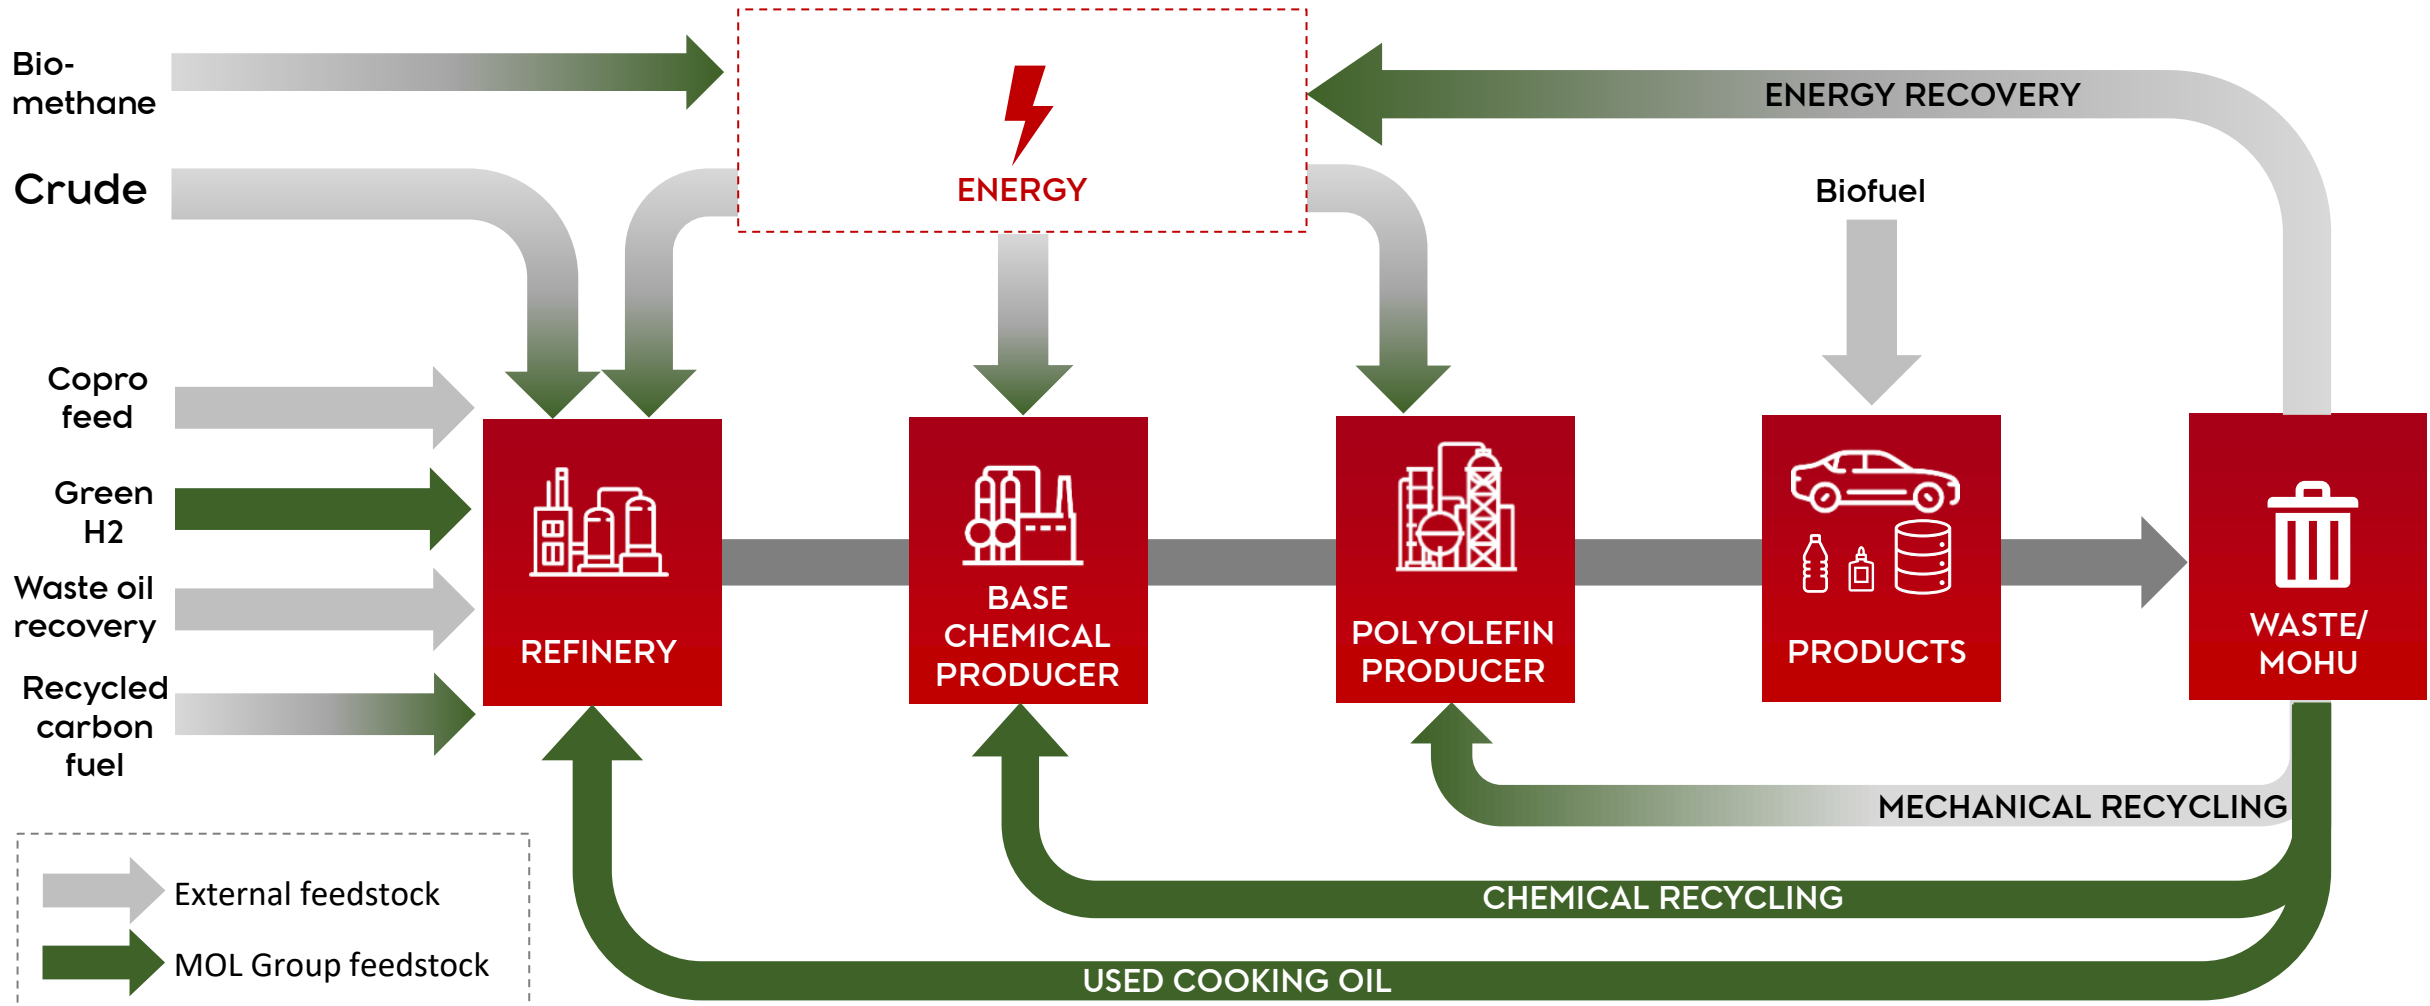 Bio-
methane
ENERGY RECOVERY
Crude
ENERGY
Biofuel
Copro
feed
Green
H2
Waste oil
recovery
Recycled
carbon
fuel
REFINERY
BASE
CHEMICAL
PRODUCER
POLYOLEFIN
PRODUCER
PRODUCTS
WASTE/
MOHU
MECHANICAL RECYCLING
CHEMICAL RECYCLING
USED COOKING OIL
External feedstock
MOL Group feedstock